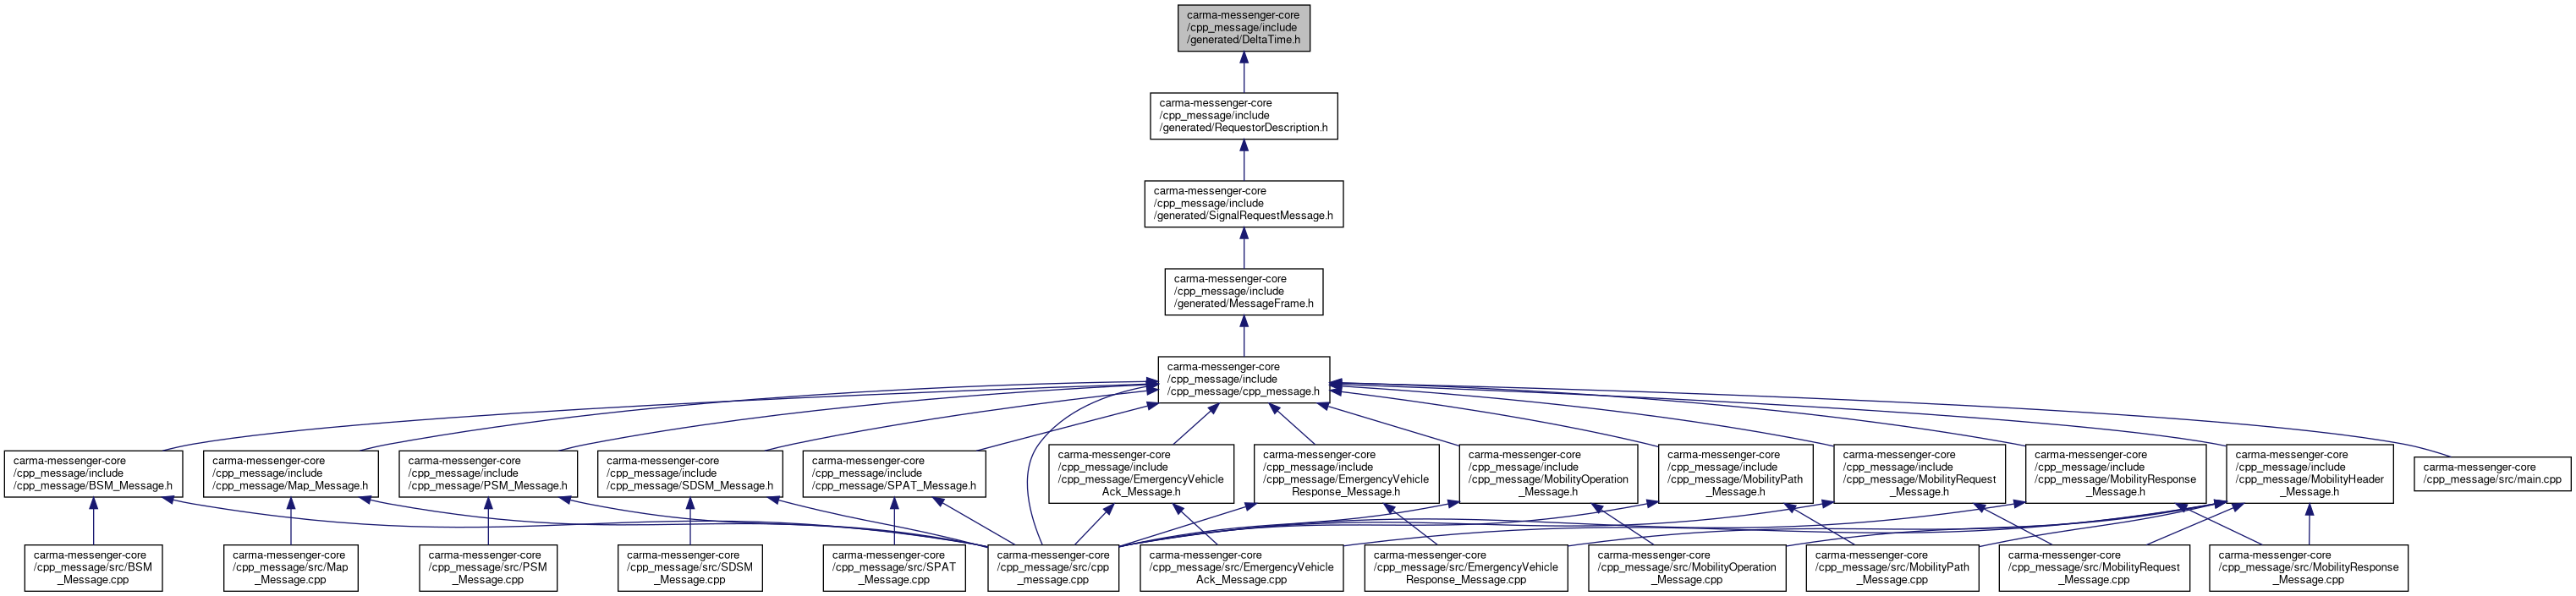 carma-messenger-core
/cpp_message/include
/generated/DeltaTime.h
carma-messenger-core
/cpp_message/include
/generated/RequestorDescription.h
carma-messenger-core
/cpp_message/include
/generated/SignalRequestMessage.h
carma-messenger-core
/cpp_message/include
/generated/MessageFrame.h
carma-messenger-core
/cpp_message/include
/cpp_message/cpp_message.h
carma-messenger-core
/cpp_message/include
/cpp_message/BSM_Message.h
carma-messenger-core
/cpp_message/include
/cpp_message/Map_Message.h
carma-messenger-core
/cpp_message/include
/cpp_message/PSM_Message.h
carma-messenger-core
/cpp_message/include
/cpp_message/SDSM_Message.h
carma-messenger-core
/cpp_message/include
/cpp_message/SPAT_Message.h
carma-messenger-core
/cpp_message/include
/cpp_message/EmergencyVehicle
Ack_Message.h
carma-messenger-core
/cpp_message/include
/cpp_message/EmergencyVehicle
Response_Message.h
carma-messenger-core
/cpp_message/include
/cpp_message/MobilityOperation
_Message.h
carma-messenger-core
/cpp_message/include
/cpp_message/MobilityPath
_Message.h
carma-messenger-core
/cpp_message/include
/cpp_message/MobilityRequest
_Message.h
carma-messenger-core
/cpp_message/include
/cpp_message/MobilityResponse
_Message.h
carma-messenger-core
/cpp_message/include
/cpp_message/MobilityHeader
_Message.h
carma-messenger-core
/cpp_message/src/main.cpp
carma-messenger-core
/cpp_message/src/BSM
_Message.cpp
carma-messenger-core
/cpp_message/src/Map
_Message.cpp
carma-messenger-core
/cpp_message/src/PSM
_Message.cpp
carma-messenger-core
/cpp_message/src/SDSM
_Message.cpp
carma-messenger-core
/cpp_message/src/SPAT
_Message.cpp
carma-messenger-core
/cpp_message/src/cpp
_message.cpp
carma-messenger-core
/cpp_message/src/EmergencyVehicle
Ack_Message.cpp
carma-messenger-core
/cpp_message/src/EmergencyVehicle
Response_Message.cpp
carma-messenger-core
/cpp_message/src/MobilityOperation
_Message.cpp
carma-messenger-core
/cpp_message/src/MobilityPath
_Message.cpp
carma-messenger-core
/cpp_message/src/MobilityRequest
_Message.cpp
carma-messenger-core
/cpp_message/src/MobilityResponse
_Message.cpp